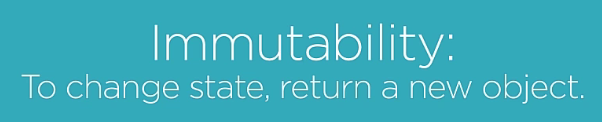 Immutability:
To change state, return a new object.